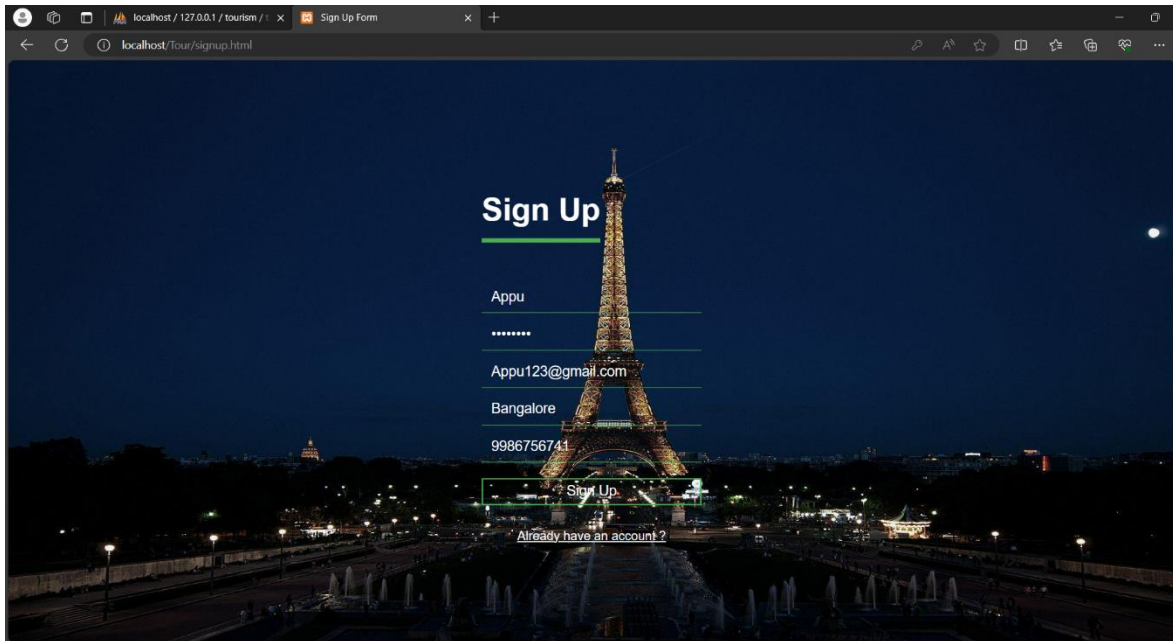 localhost / 127.0.0.1 / tourism / t
Sign Up Form
localhost/Tour/signup.html
Sign Up
Appu
••••••••
Appu123@gmail.com
Bangalore
9986756741
Sign Up
Already have an account ?